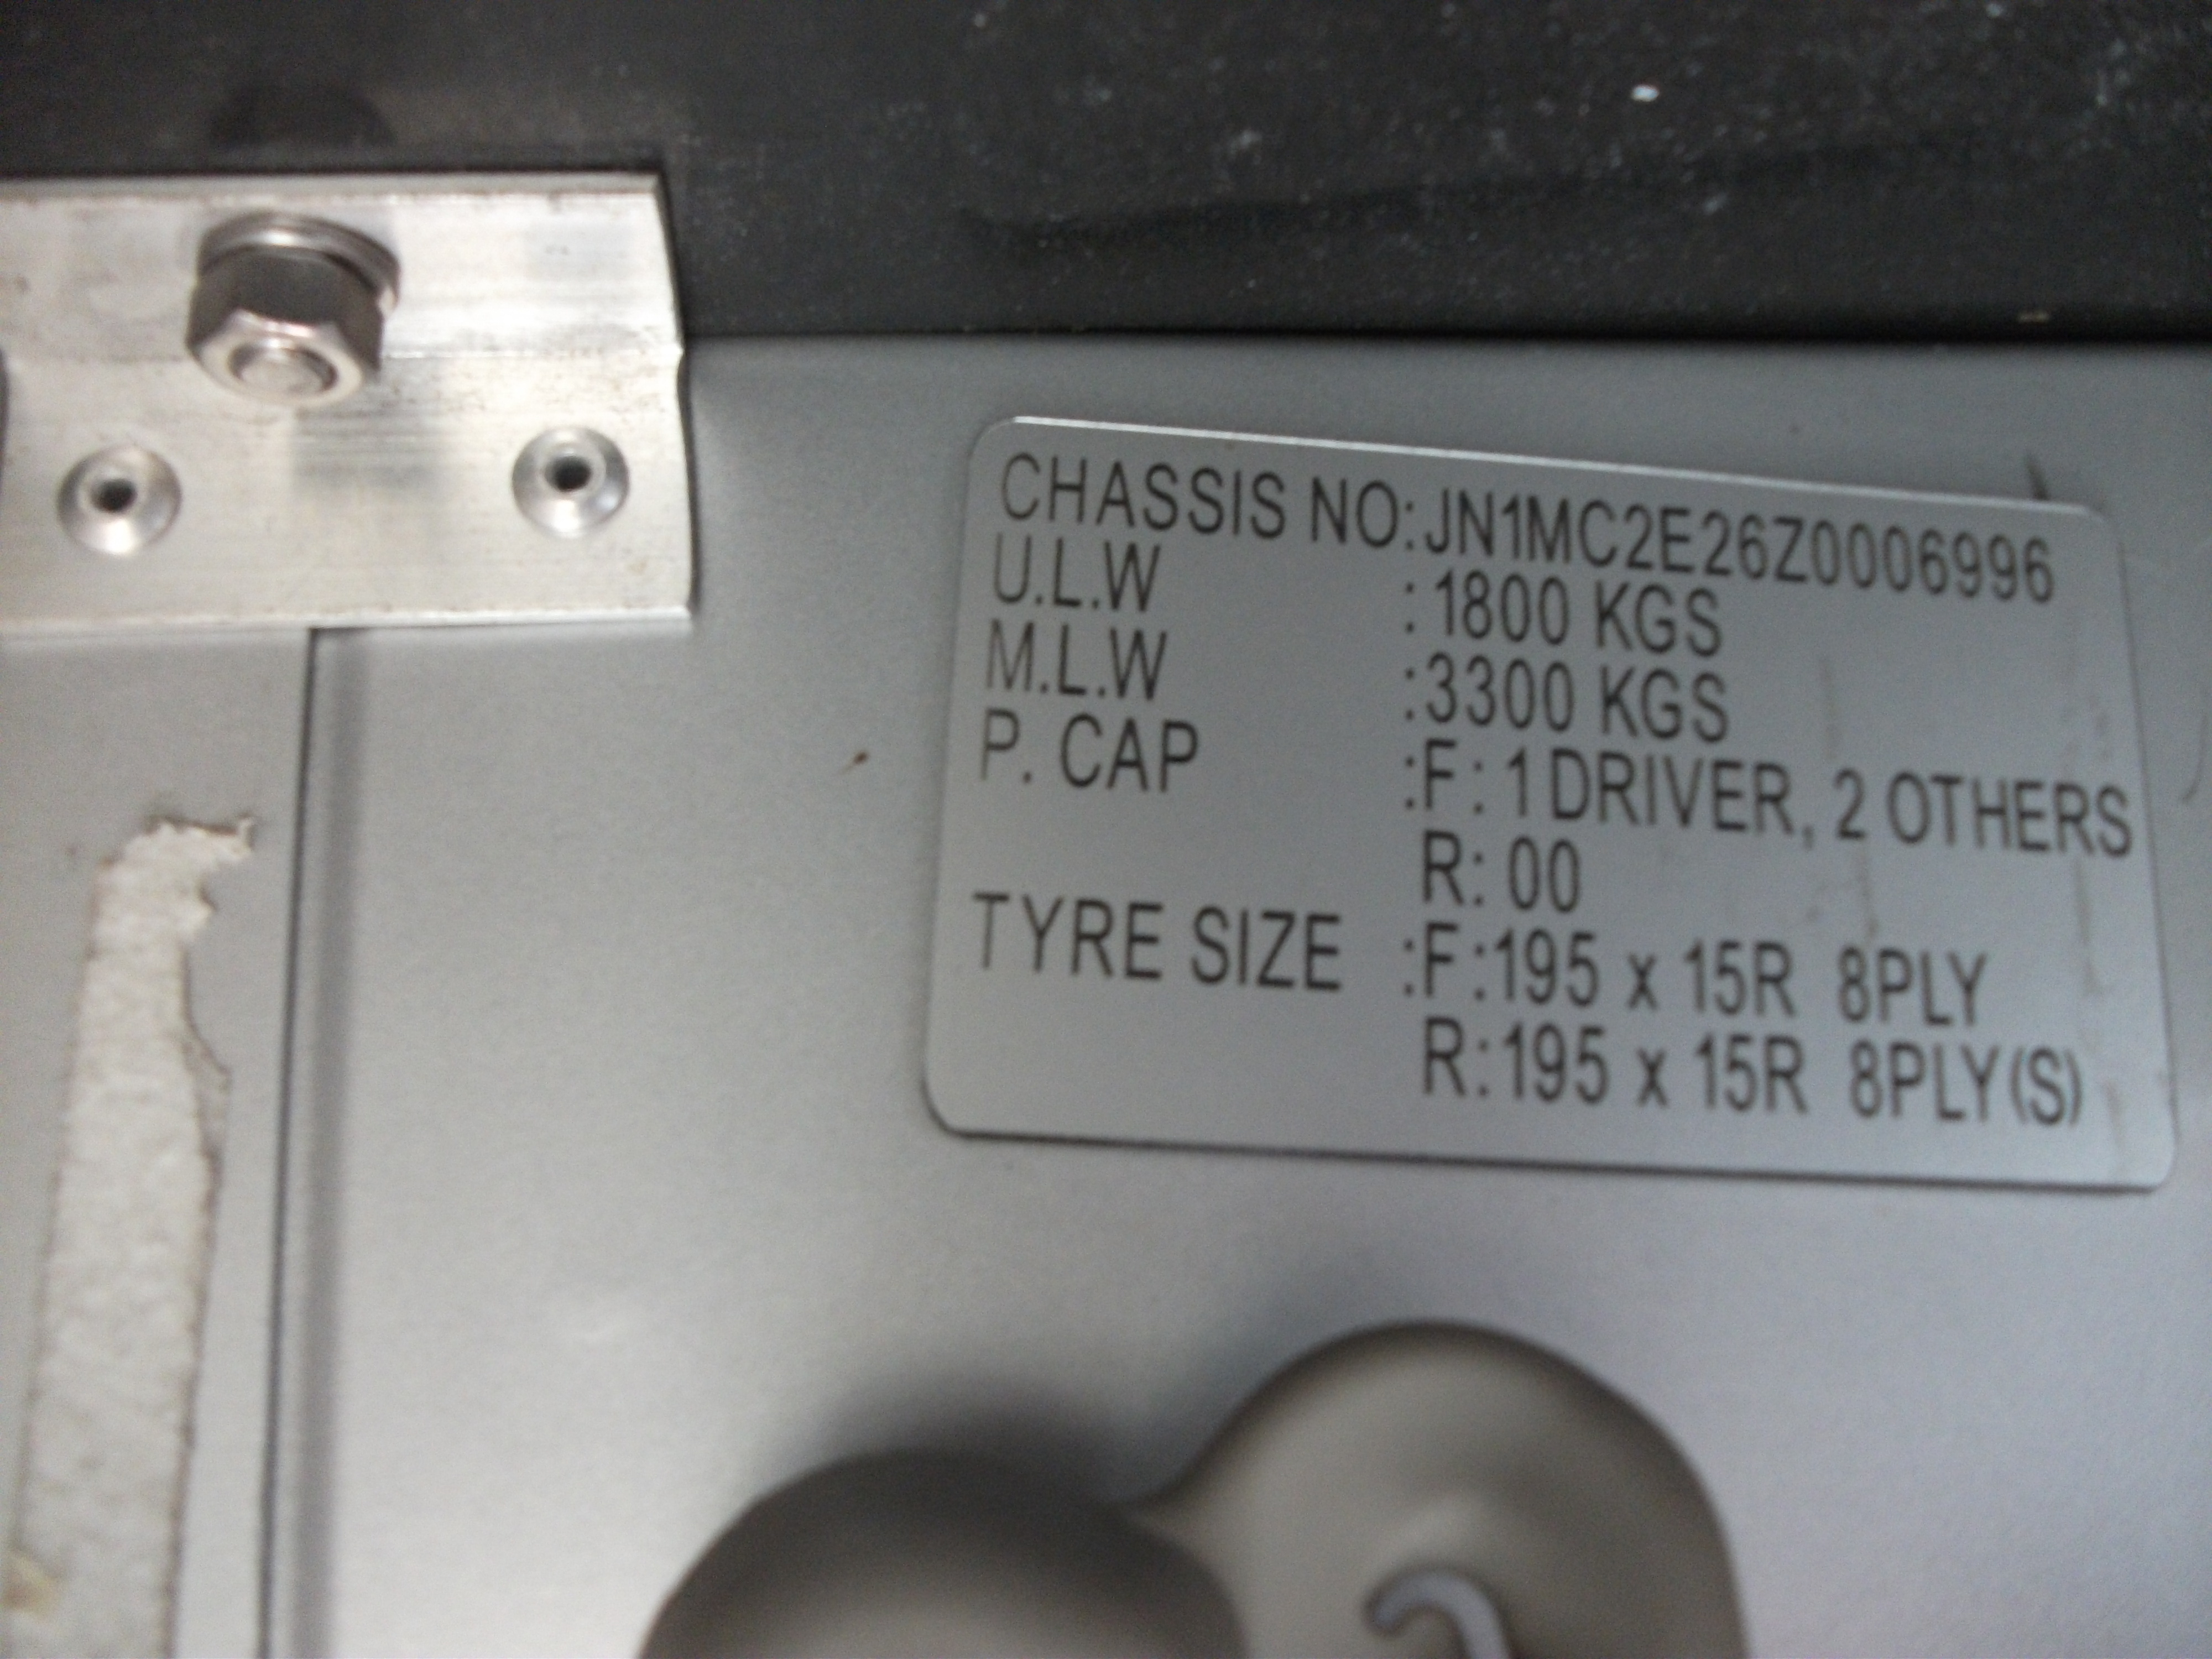 CHASSIS NO:JN1MC2E26Z0006996
U.L.W :1800 KGS
M.L.W :3300 KGS
P. CAP :F: 1 DRIVER, 2 OTHERS
R: 00
TYRE SIZE :F:195 x 15R 8PLY
R:195 x 15R 8PLY(S)